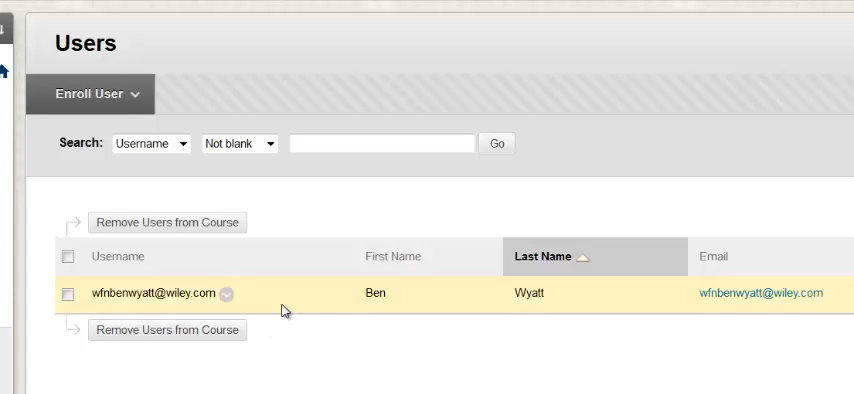 Users
Enroll User
Search: Username Not blank Go
Remove Users from Course
Username First Name Last Name Email
wfnbenwyatt@wiley.com Ben Wyatt wfnbenwyatt@wiley.com
Remove Users from Course